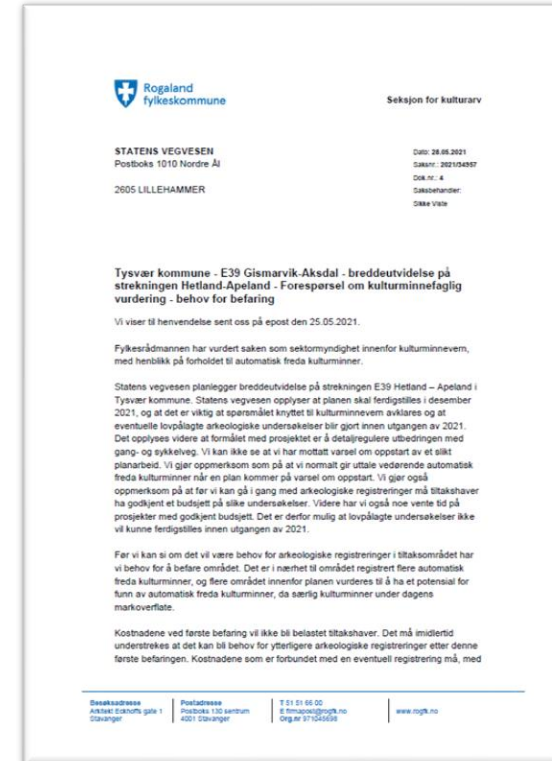 Rogaland
fylkeskommune
Seksjon for kulturarv
STATENS VEGVESEN
Postboks 1010 Nordre Ål
2605 LILLEHAMMER
Dato: 28.05.2021
Saksnr.: 2021/34957
Dok.nr.: 4
Saksbehandler:
Sikke Viste
Tysvær kommune - E39 Gismarvik-Aksdal - breddeutvidelse på
strekningen Hetland-Apeland - Forespørsel om kulturminnefaglig
vurdering - behov for befaring
Vi viser til henvendelse sent oss på epost den 25.05.2021.
Fylkesrådmannen har vurdert saken som sektormyndighet innenfor kulturminnevern,
med henblikk på forholdet til automatisk freda kulturminner.
Statens vegvesen planlegger breddeutvidelse på strekningen E39 Hetland – Apeland i
Tysvær kommune. Statens vegvesen opplyser at planen skal ferdigstilles i desember
2021, og at det er viktig at spørsmålet knyttet til kulturminnevern avklares og at
eventuelle lovpålagte arkeologiske undersøkelser blir gjort innen utgangen av 2021.
Det opplyses videre at formålet med prosjektet er å detaljregulere utbedringen med
gang- og sykkelveg. Vi kan ikke se at vi har mottatt varsel om oppstart av et slikt
planarbeid. Vi gjør oppmerksom som på at vi normalt gir uttale vedørende automatisk
freda kulturminner når en plan kommer på varsel om oppstart. Vi gjør også
oppmerksom på at før vi kan gå i gang med arkeologiske registreringer må tiltakshaver
ha godkjent et budsjett på slike undersøkelser. Videre har vi også noe vente tid på
prosjekter med godkjent budsjett. Det er derfor mulig at lovpålagte undersøkelser ikke
vil kunne ferdigstilles innen utgangen av 2021.
Før vi kan si om det vil være behov for arkeologiske registreringer i tiltaksområdet har
vi behov for å befare området. Det er i nærhet til området registrert flere automatisk
freda kulturminner, og flere området innenfor planen vurderes til å ha et potensial for
funn av automatisk freda kulturminner, da særlig kulturminner under dagens
markoverflate.
Kostnadene ved første befaring vil ikke bli belastet tiltakshaver. Det må imidlertid
understrekes at det kan bli behov for ytterligere arkeologiske registreringer etter denne
første befaringen. Kostnadene som er forbundet med en eventuell registrering må, med
Besøksadresse
Arkitekt Eckhoffs gate 1
Stavanger
Postadresse
Postboks 130 sentrum
4001 Stavanger
T 51 51 66 00
E firmapost@rogfk.no
Org.nr 971045698
www.rogfk.no